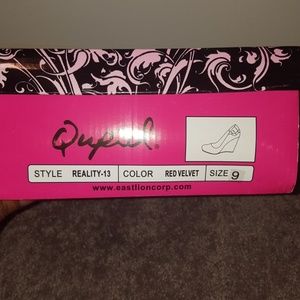 Qupid.
STYLE REALITY-13 COLOR RED VELVET SIZE 9
www.eastlioncorp.com